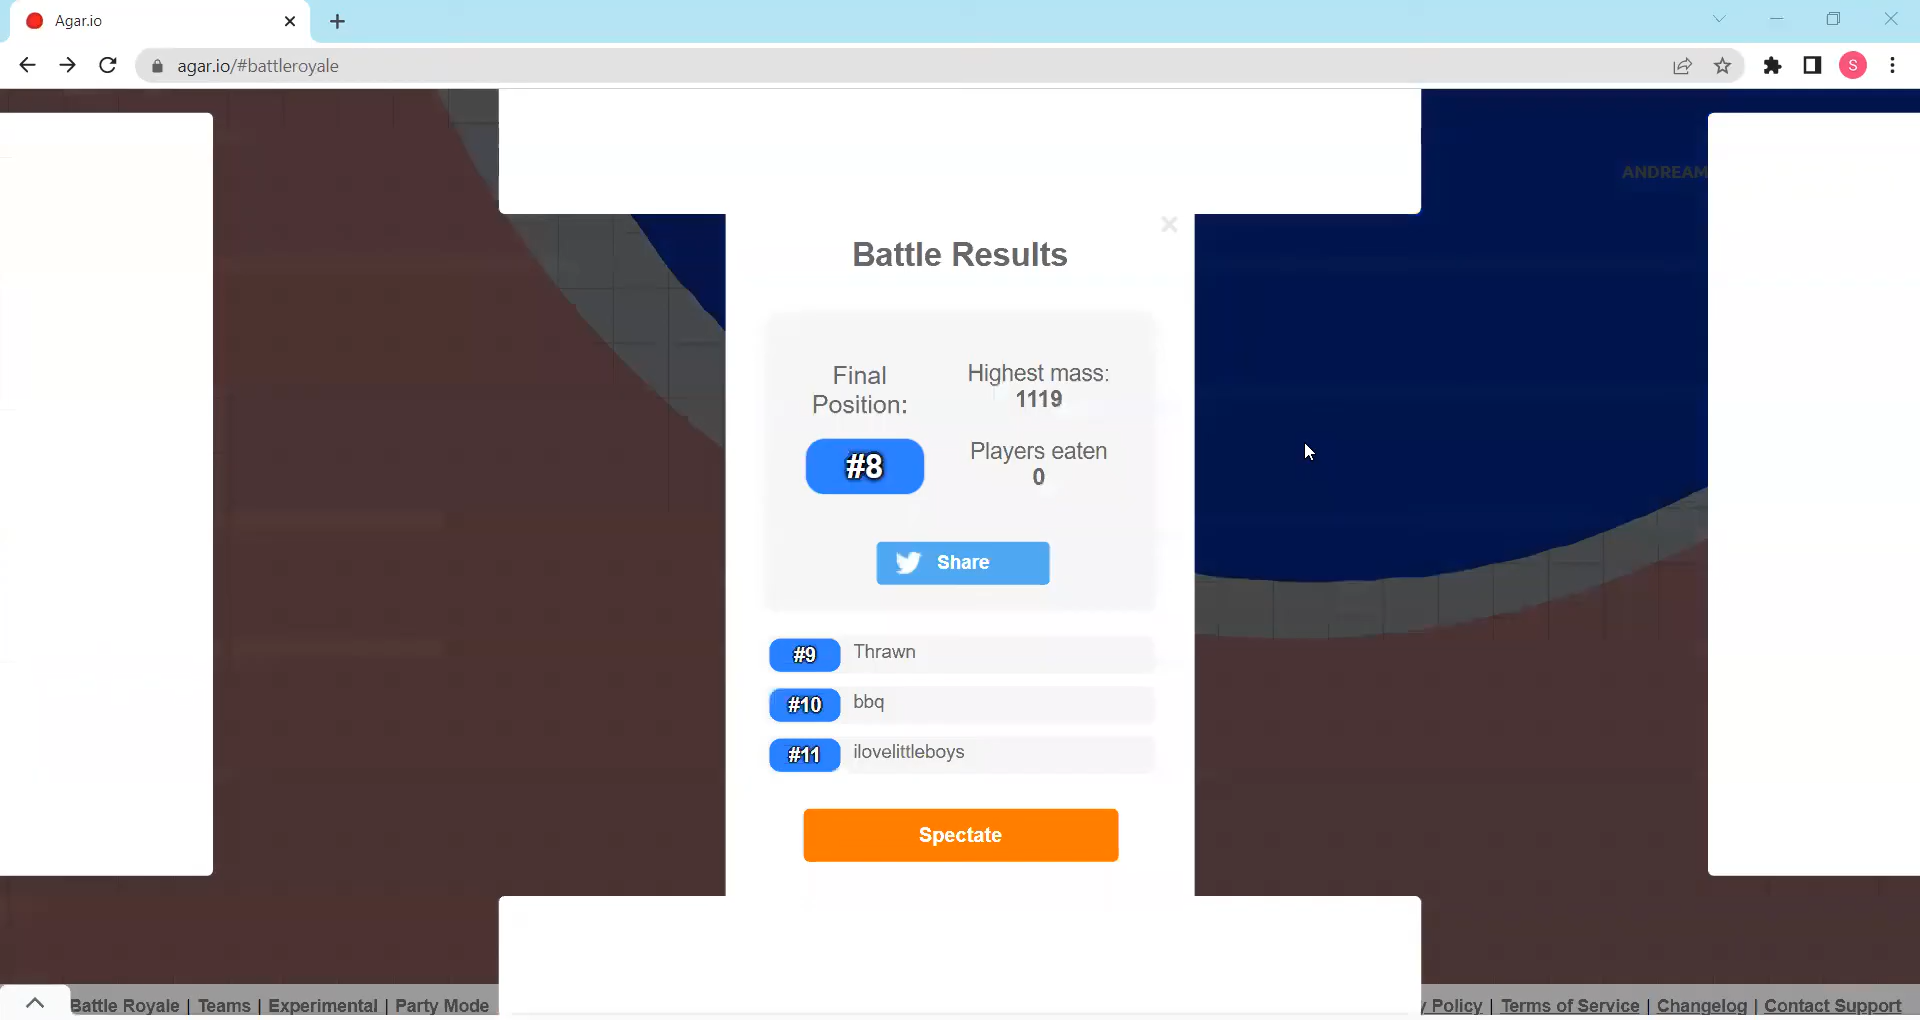 Agar.io
agar.io/#battleroyale
ANDREAM
Battle Results
Final
Position:
#8
Highest mass:
1119
Players eaten
0
Share
#9 Thrawn
#10 bbq
#11 ilovelittleboys
Spectate
Battle Royale | Teams | Experimental | Party Mode
y Policy | Terms of Service | Changelog | Contact Support
S